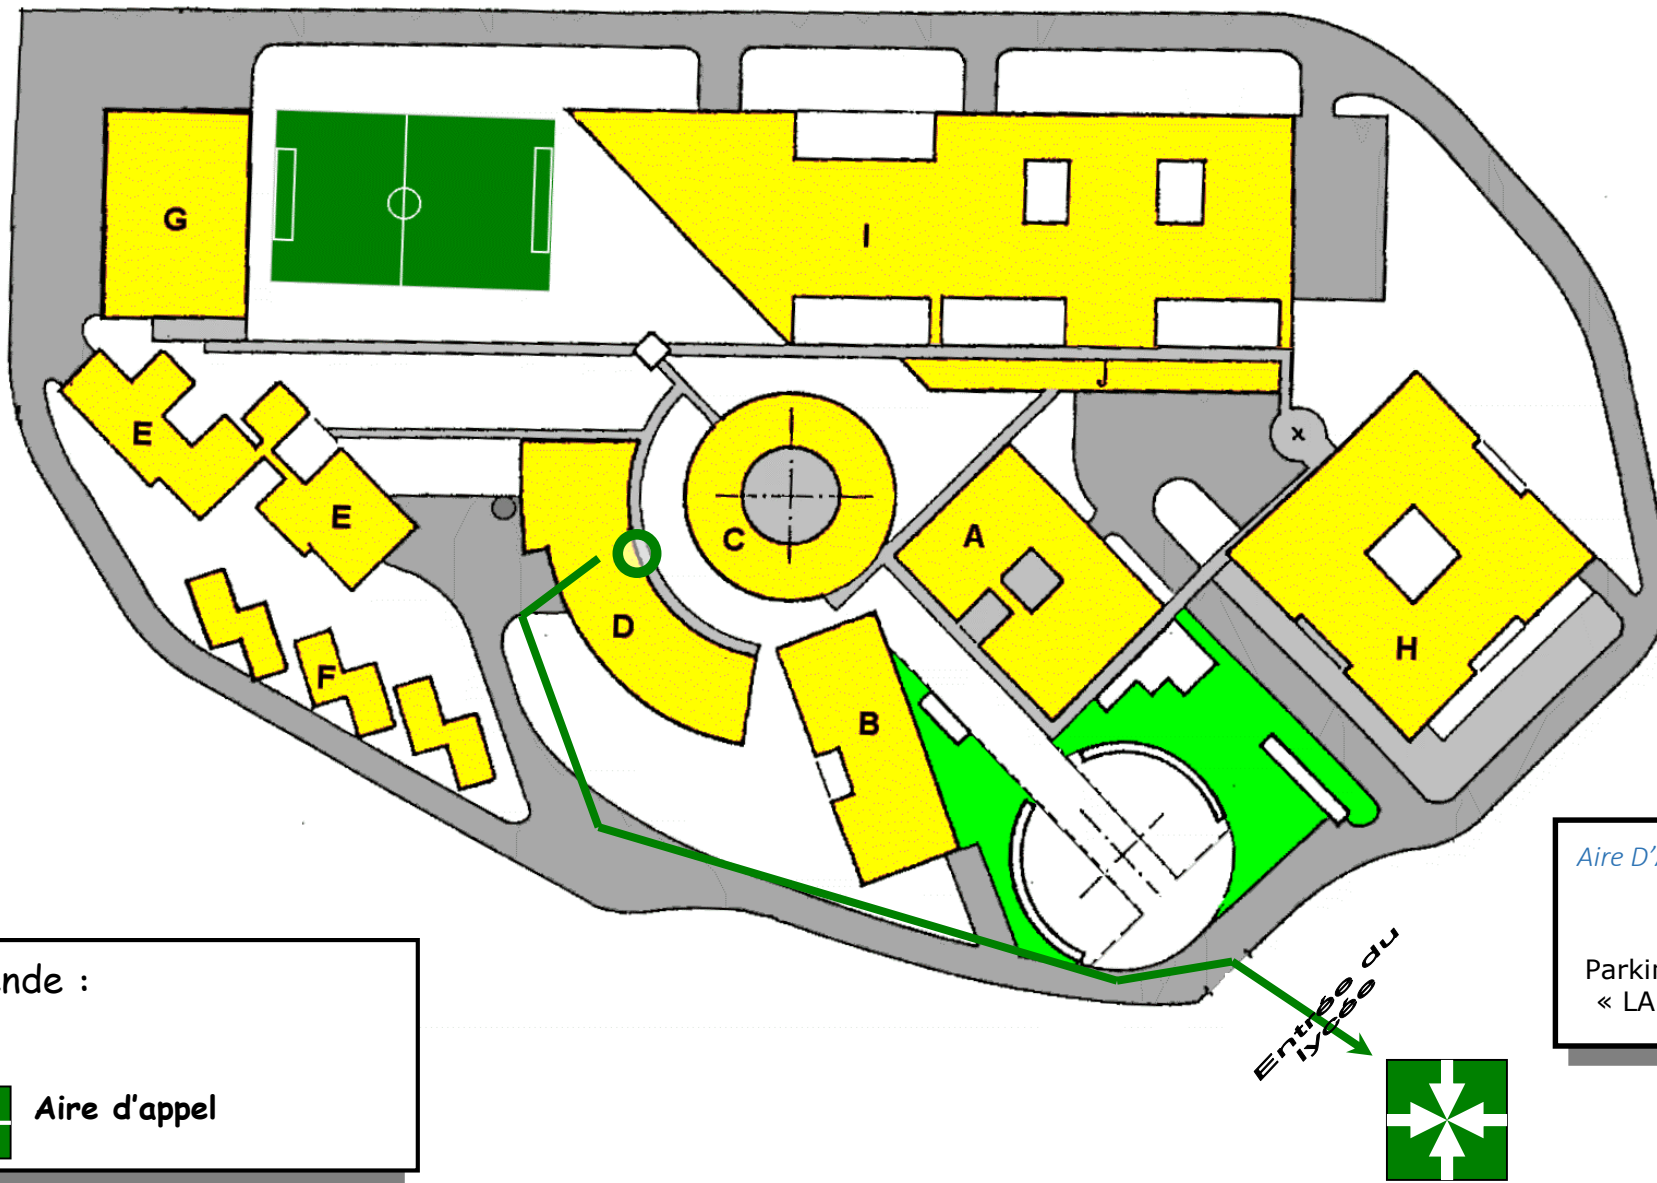 G
I
J
E
E
C
A
x
D
F
H
B
Aire D'
Parkin
« LA
Entrée du
lycée
nde :
Aire d'appel